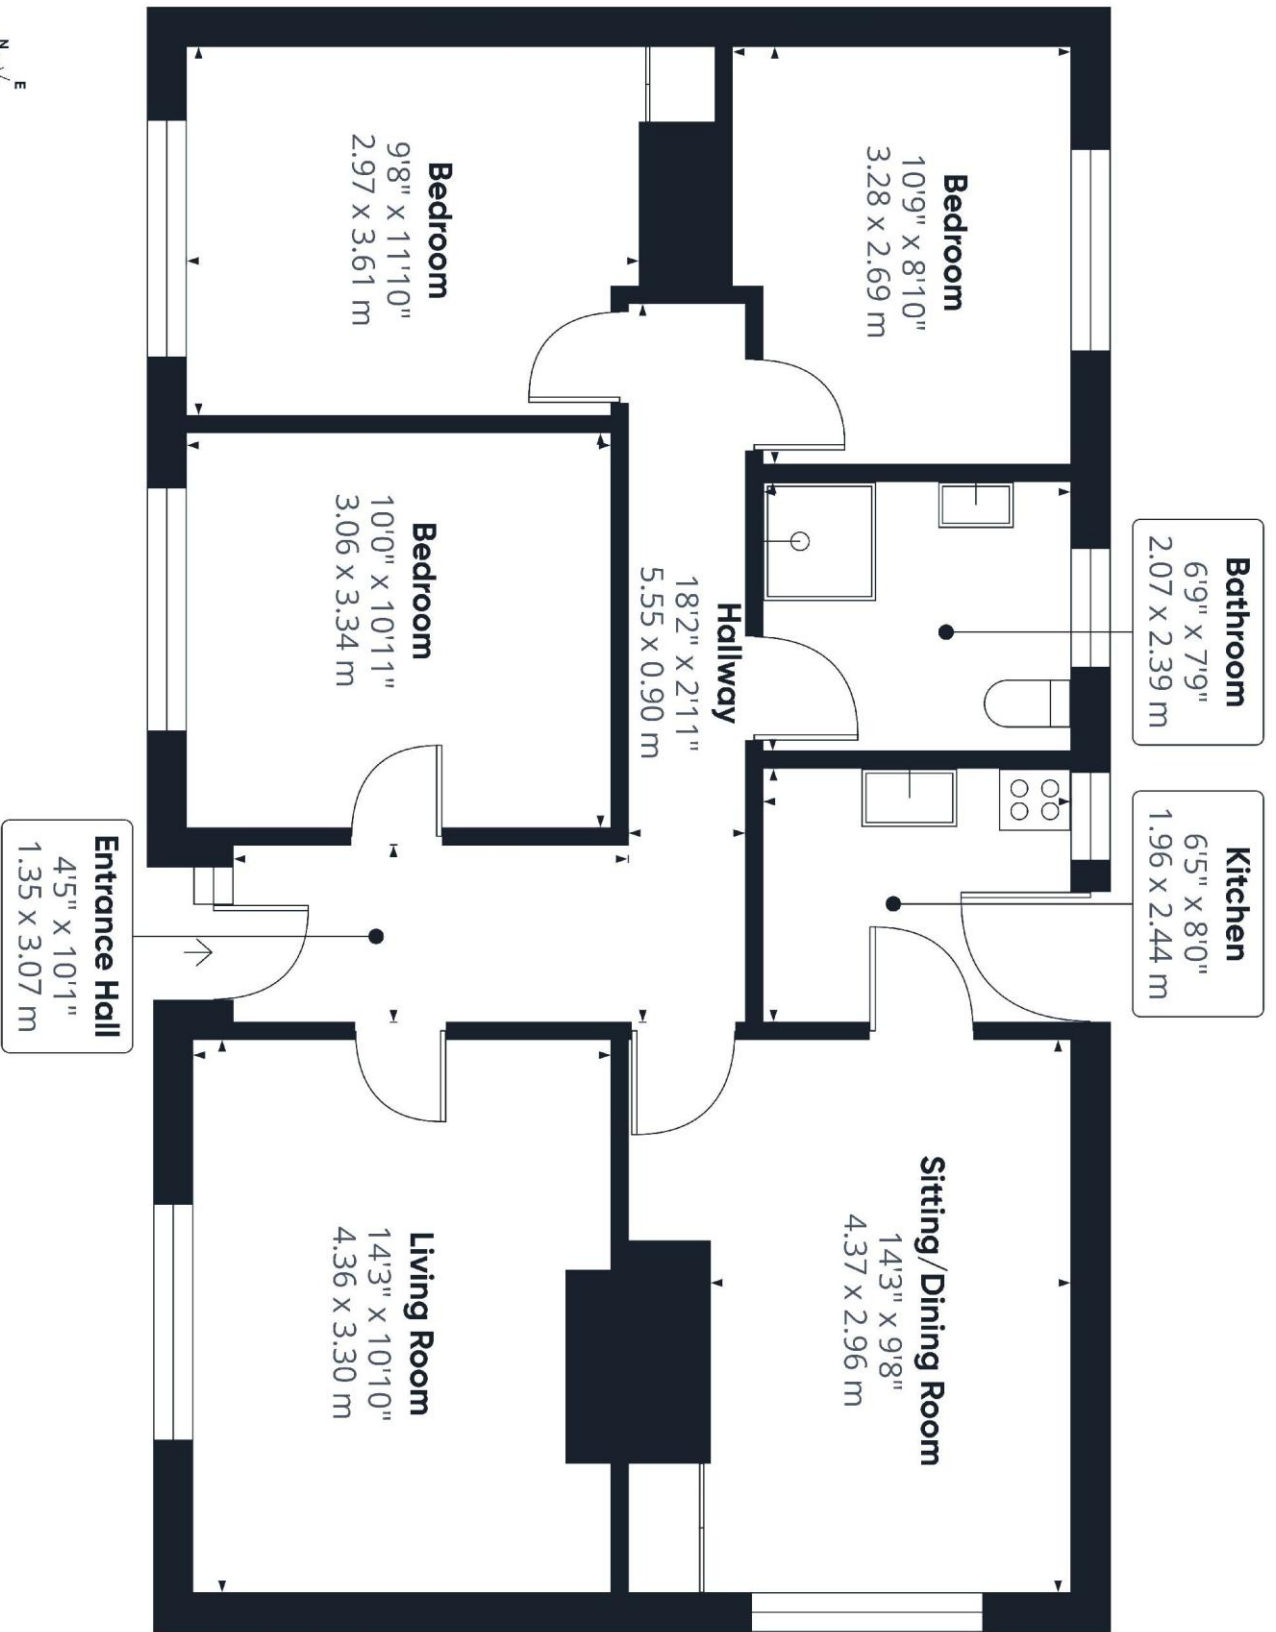 Bathroom
6'9" x 7'9"
2.07 x 2.39 m
Kitchen
6'5" x 8'0"
1.96 x 2.44 m
Bedroom
10'9" x 8'10"
3.28 x 2.69 m
Sitting/Dining Room
14'3" x 9'8"
4.37 x 2.96 m
Hallway
18'2" x 2'11"
5.55 x 0.90 m
Bedroom
9'8" x 11'10"
2.97 x 3.61 m
Bedroom
10'0" x 10'11"
3.06 x 3.34 m
Living Room
14'3" x 10'10"
4.36 x 3.30 m
Entrance Hall
4'5" x 10'1"
1.35 x 3.07 m
N
E